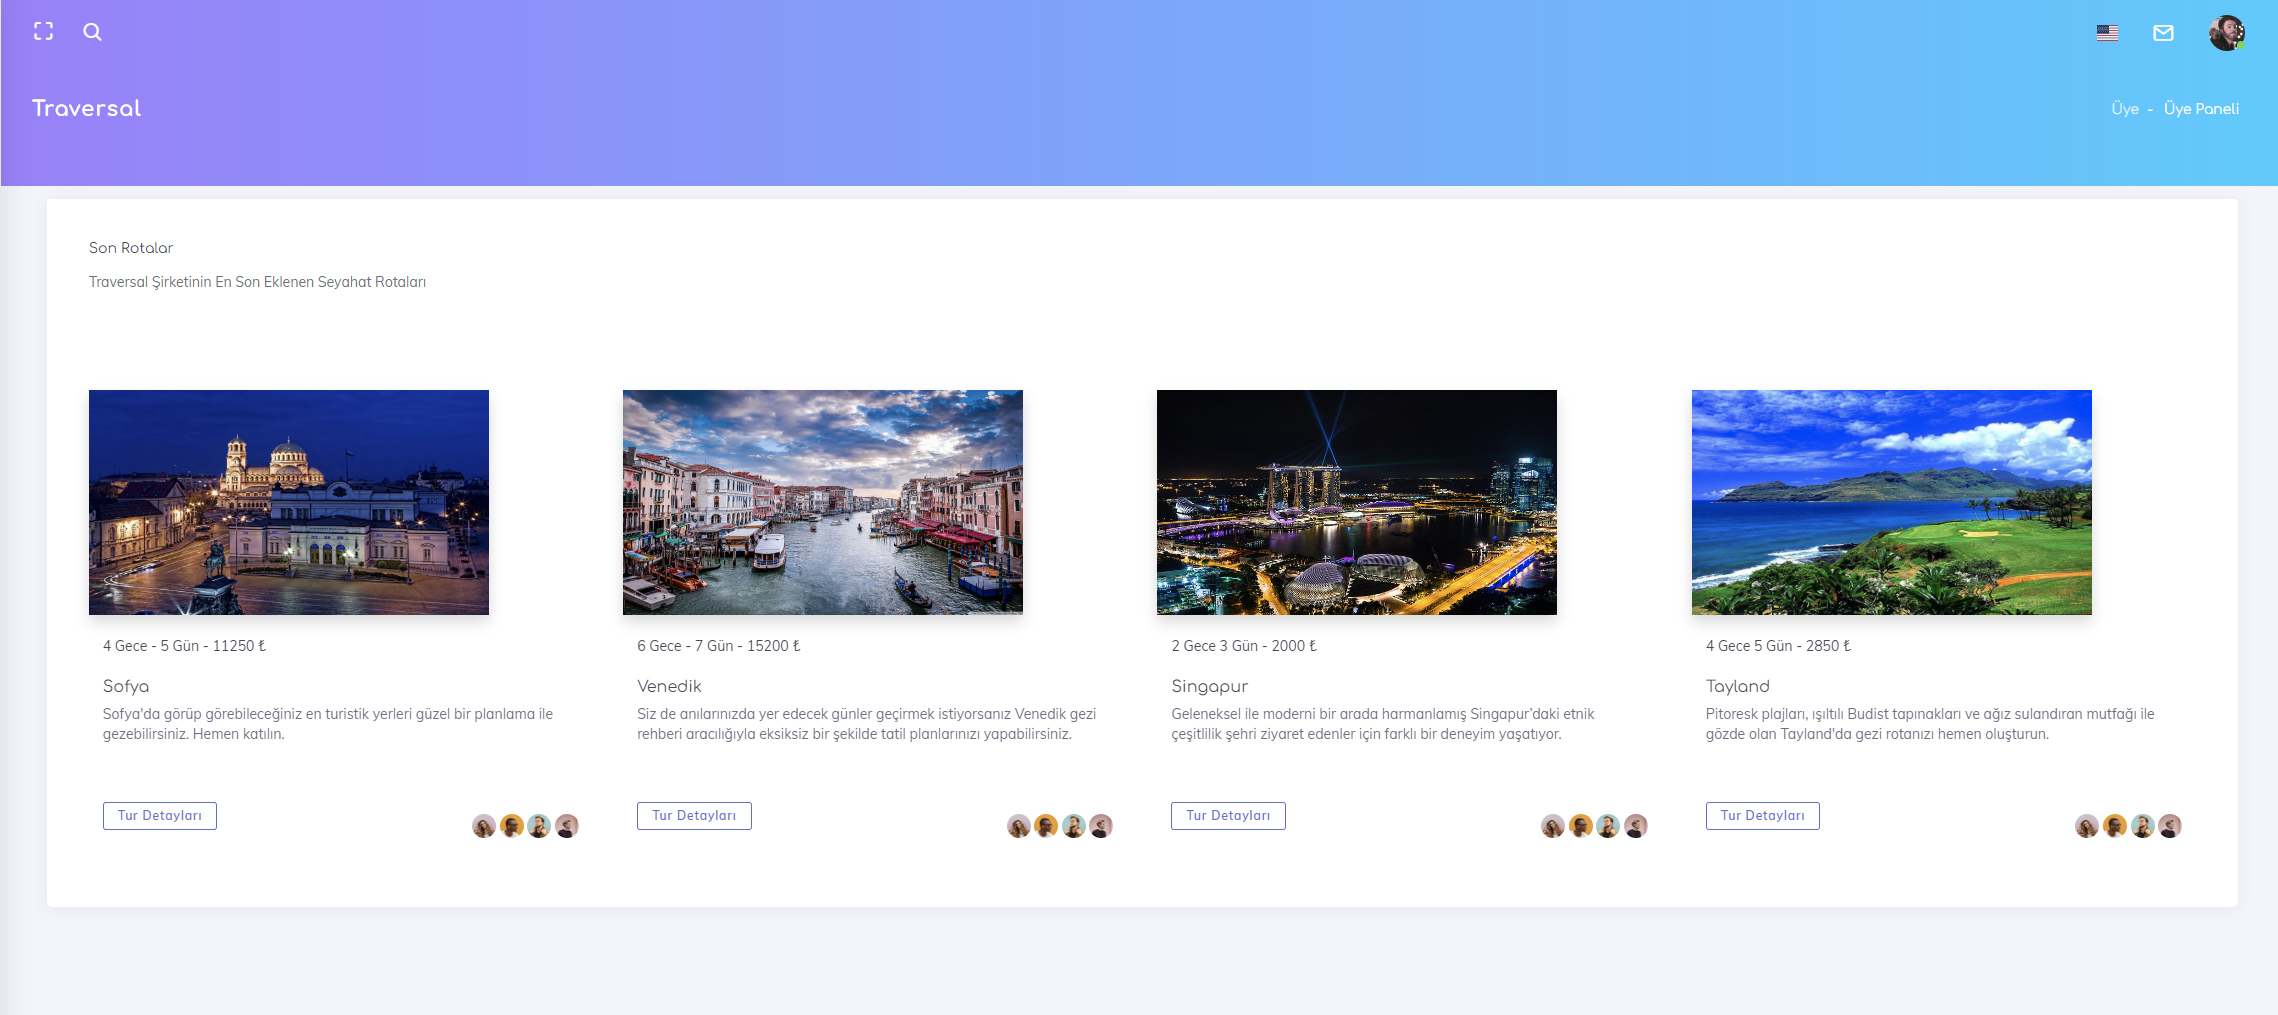 Traversal
Üye - Üye Paneli
Son Rotalar
Traversal Şirketinin En Son Eklenen Seyahat Rotaları
4 Gece - 5 Gün - 11250 ₺
Sofya
Sofya'da görüp görebileceğiniz en turistik yerleri güzel bir planlama ile
gezebilirsiniz. Hemen katılın.
Tur Detayları
6 Gece - 7 Gün - 15200 ₺
Venedik
Siz de anılarınızda yer edecek günler geçirmek istiyorsanız Venedik gezi
rehberi aracılığıyla eksiksiz bir şekilde tatil planlarınızı yapabilirsiniz.
Tur Detayları
2 Gece 3 Gün - 2000 ₺
Singapur
Geleneksel ile moderni bir arada harmanlamış Singapur'daki etnik
çeşitlilik şehri ziyaret edenler için farklı bir deneyim yaşatıyor.
Tur Detayları
4 Gece 5 Gün - 2850 ₺
Tayland
Pitoresk plajları, ışıltılı Budist tapınakları ve ağız sulandıran mutfağı ile
gözde olan Tayland'da gezi rotanızı hemen oluşturun.
Tur Detayları